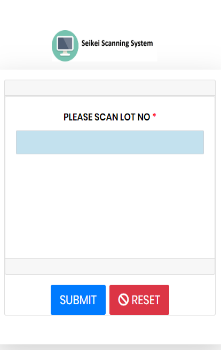 Seikei Scanning System
PLEASE SCAN LOT NO *
SUBMIT
RESET